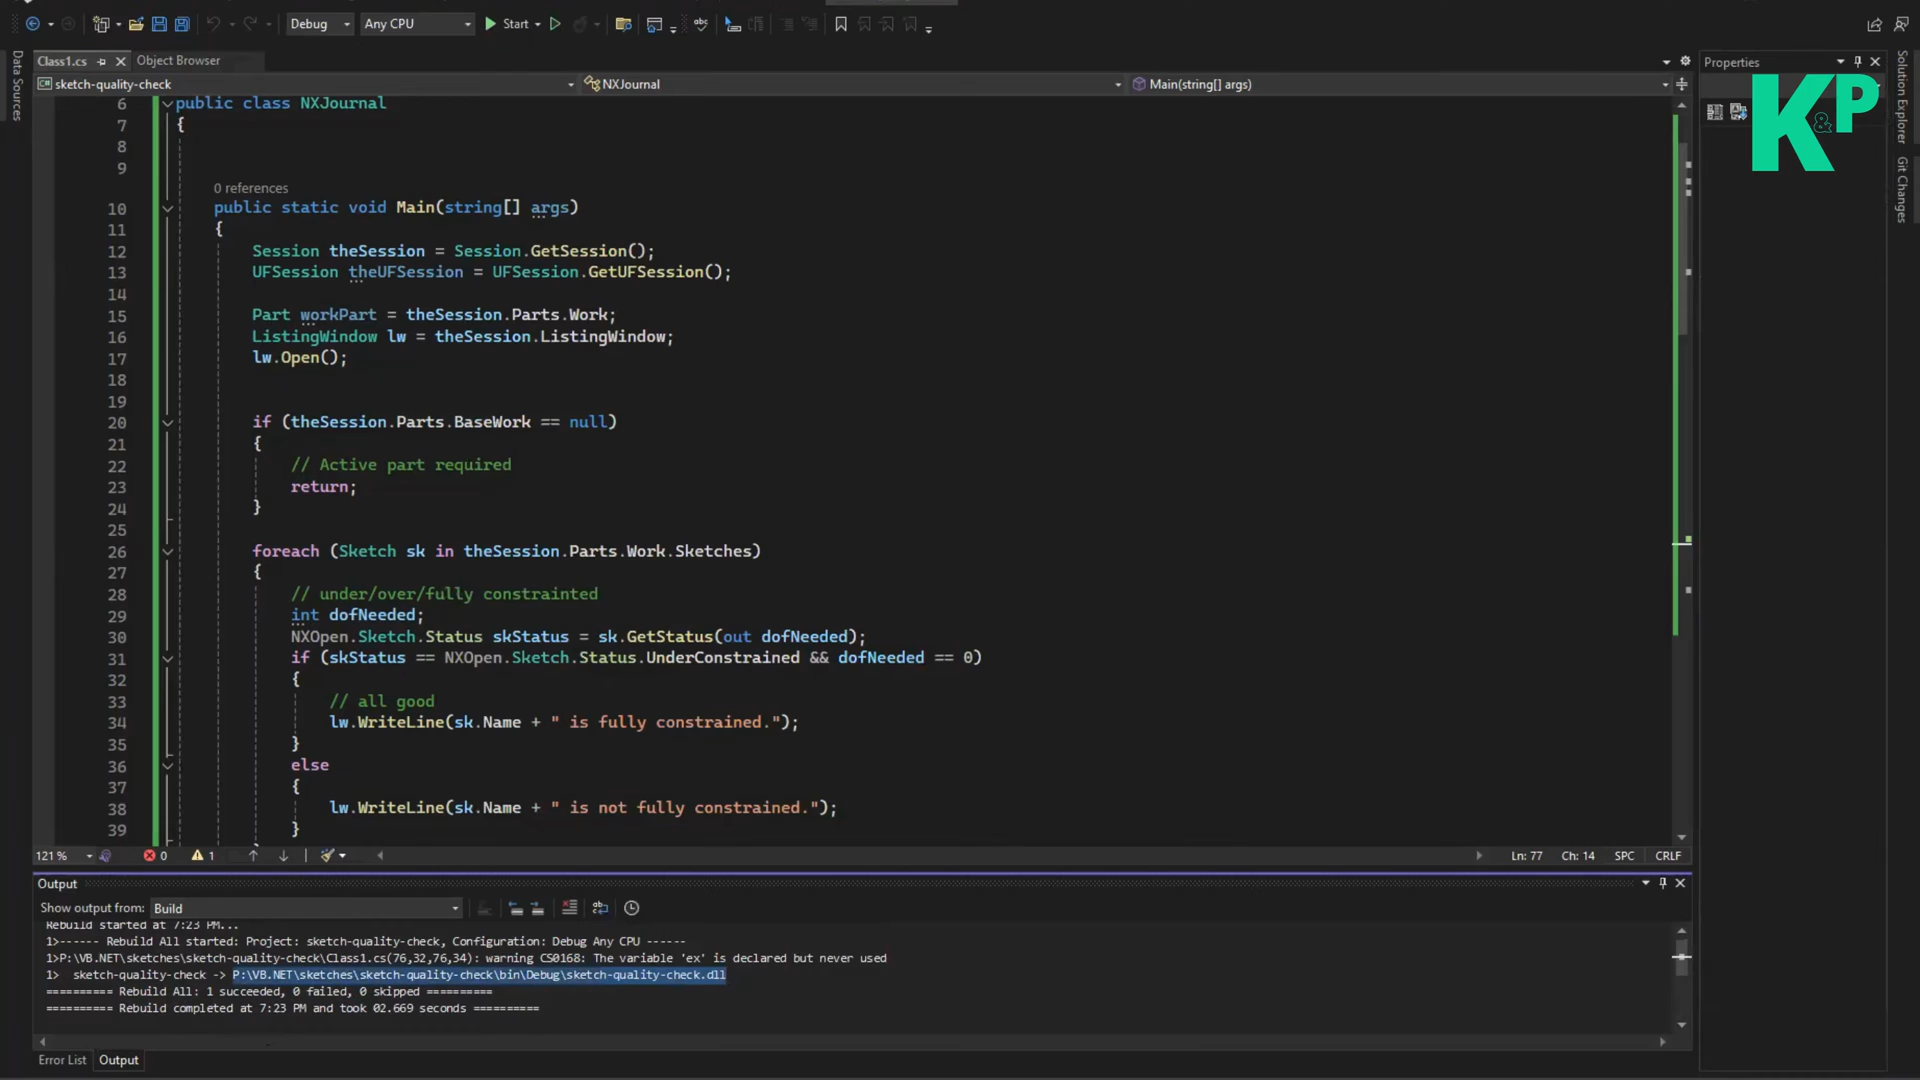 Debug
Any CPU
Start
abc
Class1.cs
Object Browser
Properties
Data Sources
Solution Explorer
Git Changes
K&P
sketch-quality-check
NXJournal
Main(string[] args)
6 public class NXJournal
7 {
8
9
0 references
10 public static void Main(string[] args)
11 {
12 Session theSession = Session.GetSession();
13 UFSession theUFSession = UFSession.GetUFSession();
14
15 Part workPart = theSession.Parts.Work;
16 ListingWindow lw = theSession.ListingWindow;
17 lw.Open();
18
19
20 if (theSession.Parts.BaseWork == null)
21 {
22 // Active part required
23 return;
24 }
25
26 foreach (Sketch sk in theSession.Parts.Work.Sketches)
27 {
28 // under/over/fully constrainted
29 int dofNeeded;
30 NXOpen.Sketch.Status skStatus = sk.GetStatus(out dofNeeded);
31 if (skStatus == NXOpen.Sketch.Status.UnderConstrained && dofNeeded == 0)
32 {
33 // all good
34 lw.WriteLine(sk.Name + " is fully constrained.");
35 }
36 else
37 {
38 lw.WriteLine(sk.Name + " is not fully constrained.");
39 }
121 %
0
1
Ln: 77
Ch: 14
SPC
CRLF
Output
Show output from: Build
Rebuild started at 7:23 PM...
1>------ Rebuild All started: Project: sketch-quality-check, Configuration: Debug Any CPU ------
1>P:\VB.NET\sketches\sketch-quality-check\Class1.cs(76,32,76,34): warning CS0168: The variable 'ex' is declared but never used
1>  sketch-quality-check -> P:\VB.NET\sketches\sketch-quality-check\bin\Debug\sketch-quality-check.dll
========== Rebuild All: 1 succeeded, 0 failed, 0 skipped ==========
========== Rebuild completed at 7:23 PM and took 02.669 seconds ==========
Error List
Output